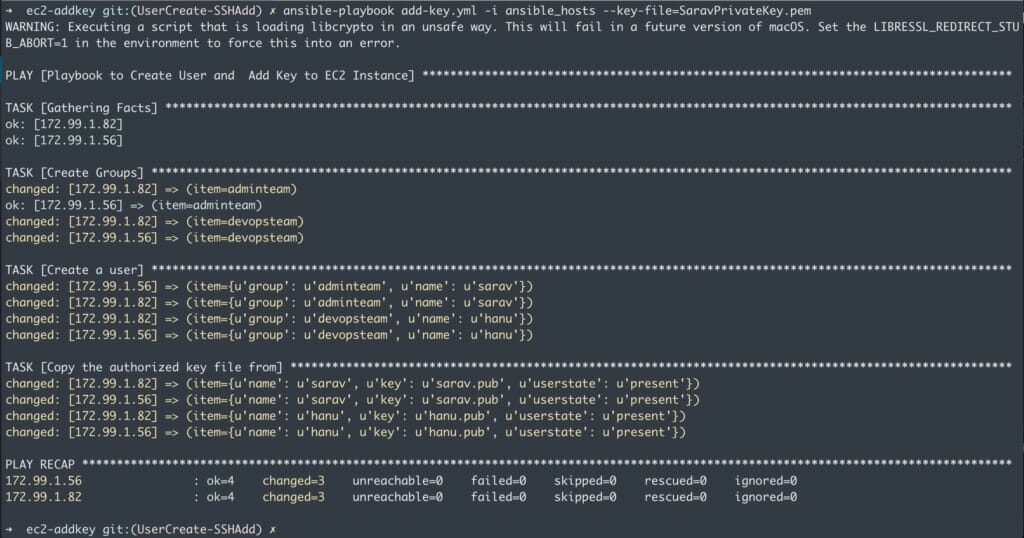 →  ec2-addkey git:(UserCreate-SSHAdd) ✗ ansible-playbook add-key.yml -i ansible_hosts --key-file=SaravPrivateKey.pem
WARNING: Executing a script that is loading libcrypto in an unsafe way. This will fail in a future version of macOS. Set the LIBRESSL_REDIRECT_STU
B_ABORT=1 in the environment to force this into an error.
PLAY [Playbook to Create User and  Add Key to EC2 Instance] *************************************************************************************
TASK [Gathering Facts] **************************************************************************************************************************
ok: [172.99.1.82]
ok: [172.99.1.56]
TASK [Create Groups] ****************************************************************************************************************************
changed: [172.99.1.82] => (item=adminteam)
ok: [172.99.1.56] => (item=adminteam)
changed: [172.99.1.82] => (item=devopsteam)
changed: [172.99.1.56] => (item=devopsteam)
TASK [Create a user] ****************************************************************************************************************************
changed: [172.99.1.56] => (item={u'group': u'adminteam', u'name': u'sarav'})
changed: [172.99.1.82] => (item={u'group': u'adminteam', u'name': u'sarav'})
changed: [172.99.1.82] => (item={u'group': u'devopsteam', u'name': u'hanu'})
changed: [172.99.1.56] => (item={u'group': u'devopsteam', u'name': u'hanu'})
TASK [Copy the authorized key file from] ********************************************************************************************************
changed: [172.99.1.82] => (item={u'name': u'sarav', u'key': u'sarav.pub', u'userstate': u'present'})
changed: [172.99.1.56] => (item={u'name': u'sarav', u'key': u'sarav.pub', u'userstate': u'present'})
changed: [172.99.1.82] => (item={u'name': u'hanu', u'key': u'hanu.pub', u'userstate': u'present'})
changed: [172.99.1.56] => (item={u'name': u'hanu', u'key': u'hanu.pub', u'userstate': u'present'})
PLAY RECAP **************************************************************************************************************************************
172.99.1.56                : ok=4    changed=3    unreachable=0    failed=0    skipped=0    rescued=0    ignored=0
172.99.1.82                : ok=4    changed=3    unreachable=0    failed=0    skipped=0    rescued=0    ignored=0
→  ec2-addkey git:(UserCreate-SSHAdd) ✗